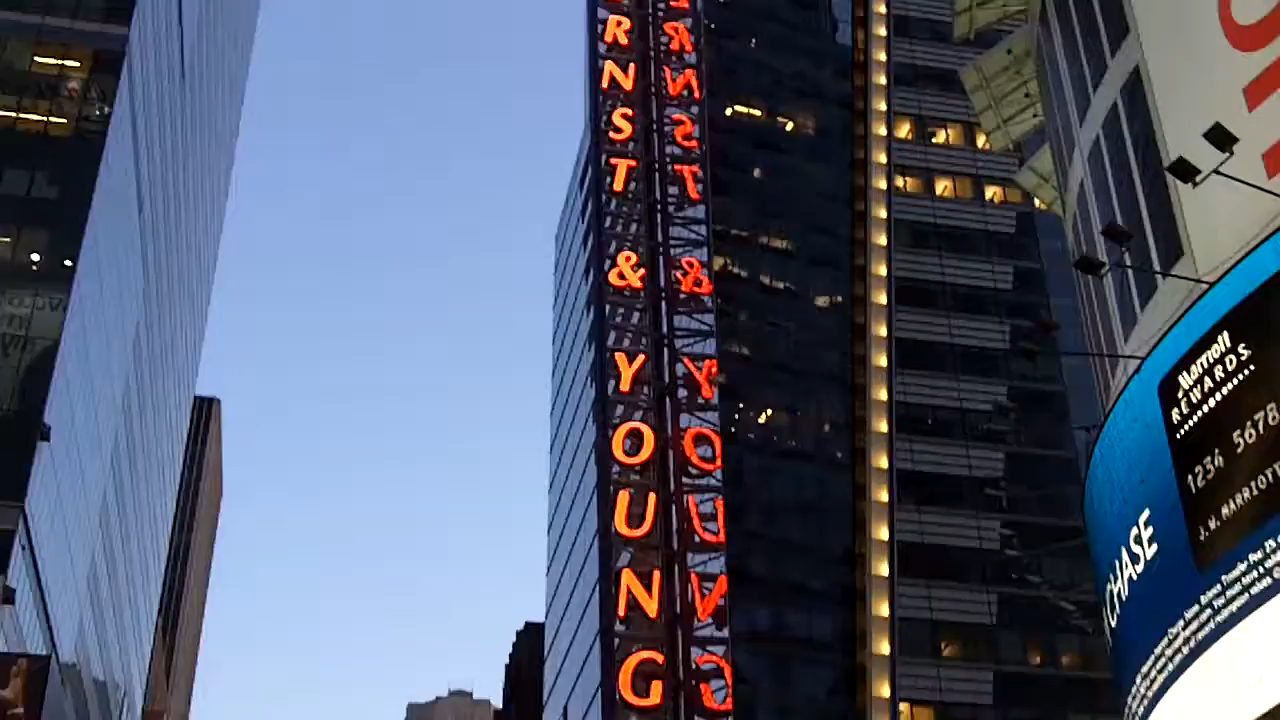 RNST & YOUNG
Marriott
REWARDS
1234 5678
J.W. MARRIOTT
CHASE